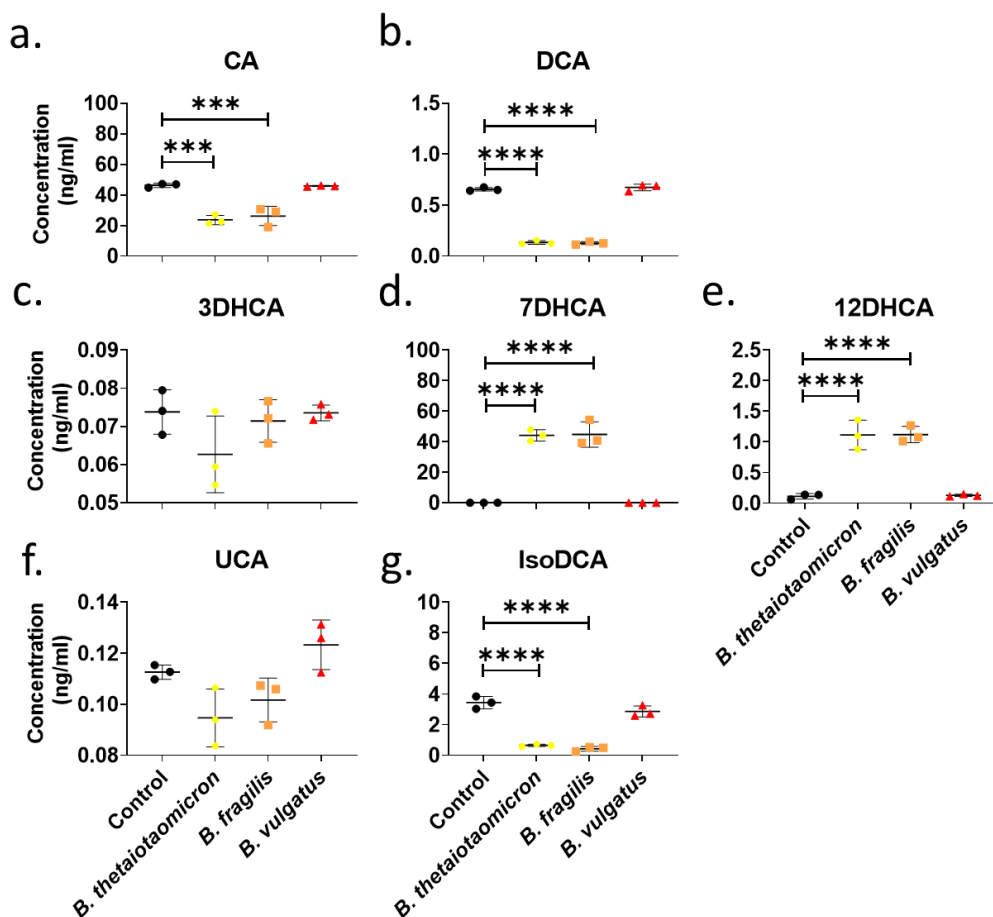 a.
CA
Concentration
(ng/ml)
100
80
60
40
20
0
***
***
b.
DCA
1.5
1.0
0.5
0.0
****
****
c.
3DHCA
Concentration
(ng/ml)
0.09
0.08
0.07
0.06
0.05
d.
7DHCA
100
80
60
40
20
0
****
****
e.
12DHCA
2.5
2.0
1.5
1.0
0.5
0.0
****
****
Control
B. thetaiotaomicron
B. fragilis
B. vulgatus
f.
UCA
Concentration
(ng/ml)
0.14
0.12
0.10
0.08
Control
B. thetaiotaomicron
B. fragilis
B. vulgatus
g.
IsoDCA
10
8
6
4
2
0
****
****
Control
B. thetaiotaomicron
B. fragilis
B. vulgatus